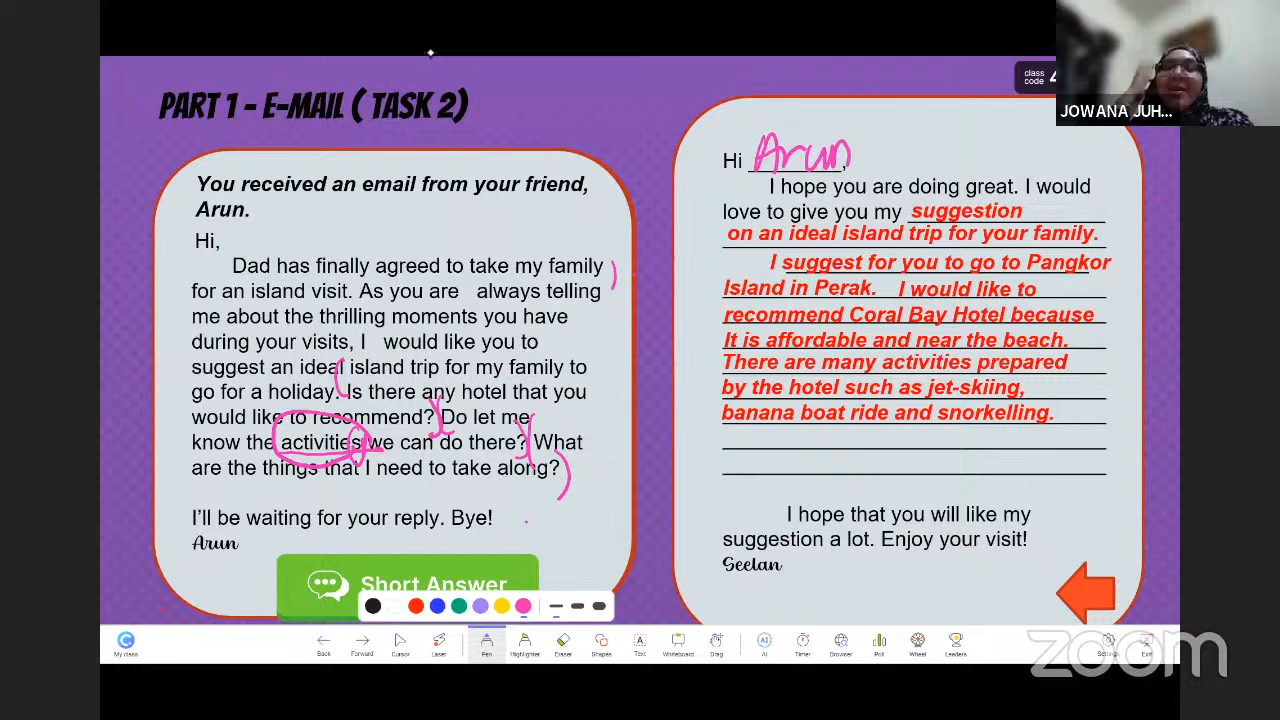 PART 1 - E-MAIL ( TASK 2)
You received an email from your friend,
Arun.
Hi,
Dad has finally agreed to take my family
for an island visit. As you are always telling
me about the thrilling moments you have
during your visits, I would like you to
suggest an ideal island trip for my family to
go for a holiday. Is there any hotel that you
would like to recommend? Do let me
know the activities we can do there? What
are the things that I need to take along?
I'll be waiting for your reply. Bye!
Arun
Short Answer
class
code 4
JOWANA JUH...
Hi Arun,
I hope you are doing great. I would
love to give you my suggestion
on an ideal island trip for your family.
I suggest for you to go to Pangkor
Island in Perak. I would like to
recommend Coral Bay Hotel because
It is affordable and near the beach.
There are many activities prepared
by the hotel such as jet-skiing,
banana boat ride and snorkelling.
I hope that you will like my
suggestion a lot. Enjoy your visit!
Seelan
My class
Back
Forward
Cursor
Laser
Pen
Highlighter
Eraser
Shapes
Text
Whiteboard
Drag
AI
AI
Timer
Browser
Poll
Wheel
Leaders
Settings
Exit
zoom